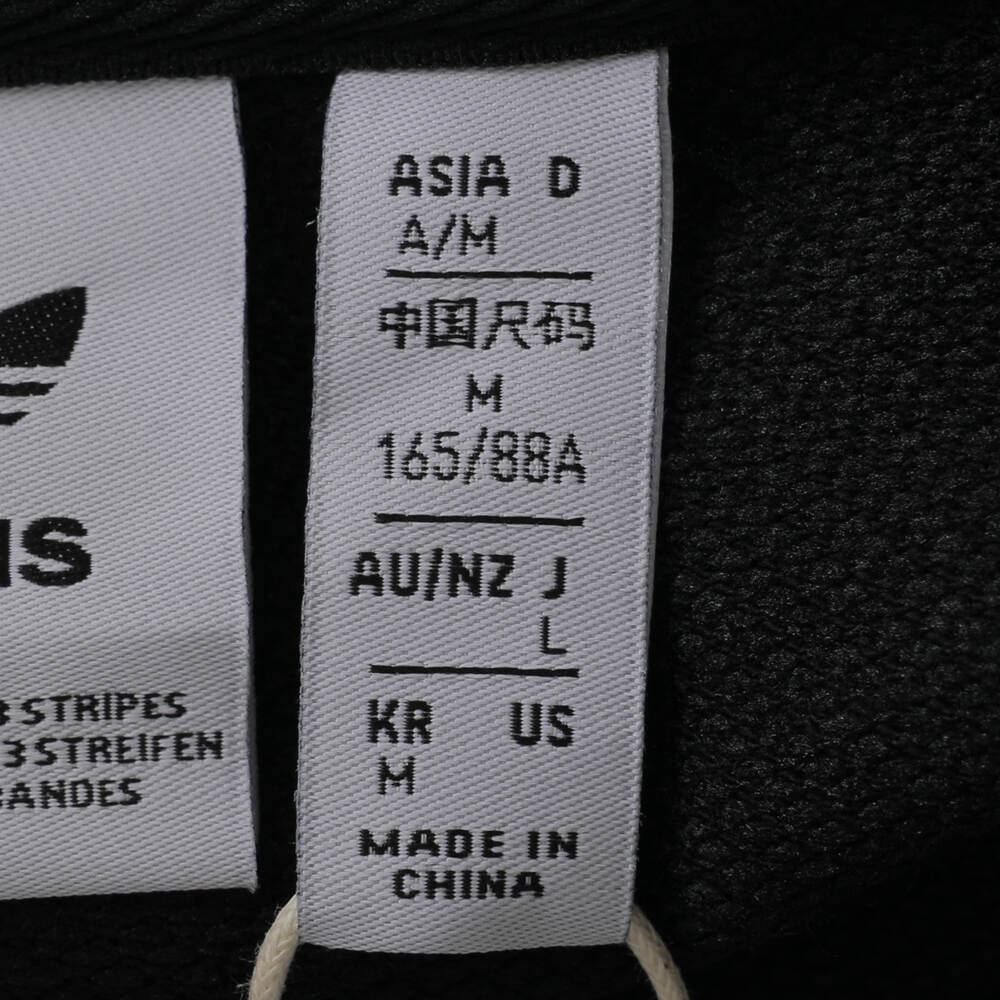 IS
3 STRIPES
3 STREIFEN
BANDES
ASIA D
A/M
中国尺码
M
165/88A
AU/NZ J
L
KR US
M
MADE IN
CHINA